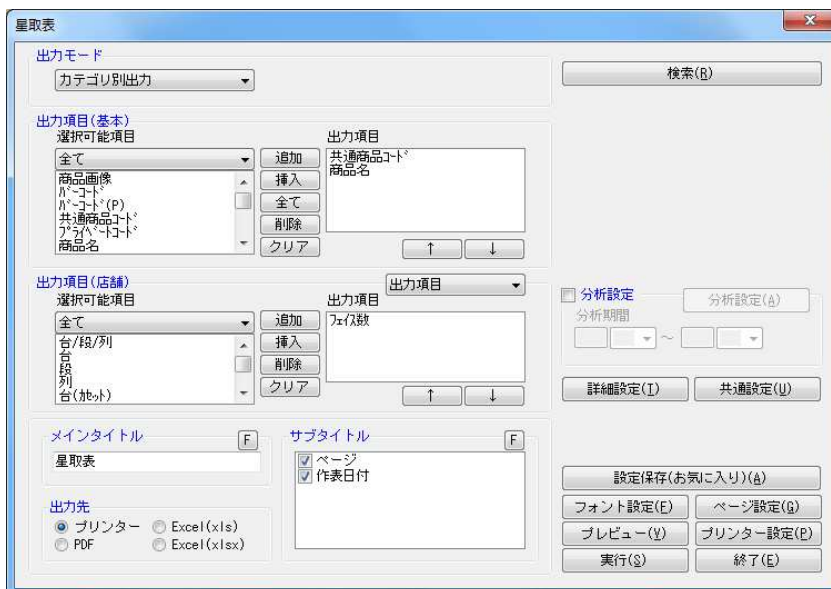 星取表
出力モード
カテゴリ別出力
検索(R)
出力項目(基本)
選択可能項目
出力項目
全て
商品画像
ﾊﾞｰｺｰﾄﾞ
ﾊﾞｰｺｰﾄﾞ(P)
共通商品ｺｰﾄﾞ
ﾌﾟﾗｲﾍﾞｰﾄｺｰﾄﾞ
商品名
追加
挿入
全て
削除
クリア
共通商品ｺｰﾄﾞ
商品名
↑
↓
出力項目(店舗)
出力項目
選択可能項目
出力項目
全て
台/段/列
台
段
列
台(ｶｾｯﾄ)
追加
挿入
削除
クリア
ﾌｪｲｽ数
↑
↓
分析設定
分析設定(A)
分析期間
～
詳細設定(T)
共通設定(U)
メインタイトル
F
星取表
サブタイトル
F
ページ
作表日付
出力先
プリンター
Excel(xls)
PDF
Excel(xlsx)
設定保存(お気に入り)(A)
フォント設定(F)
ページ設定(G)
プレビュー(V)
プリンター設定(P)
実行(S)
終了(E)